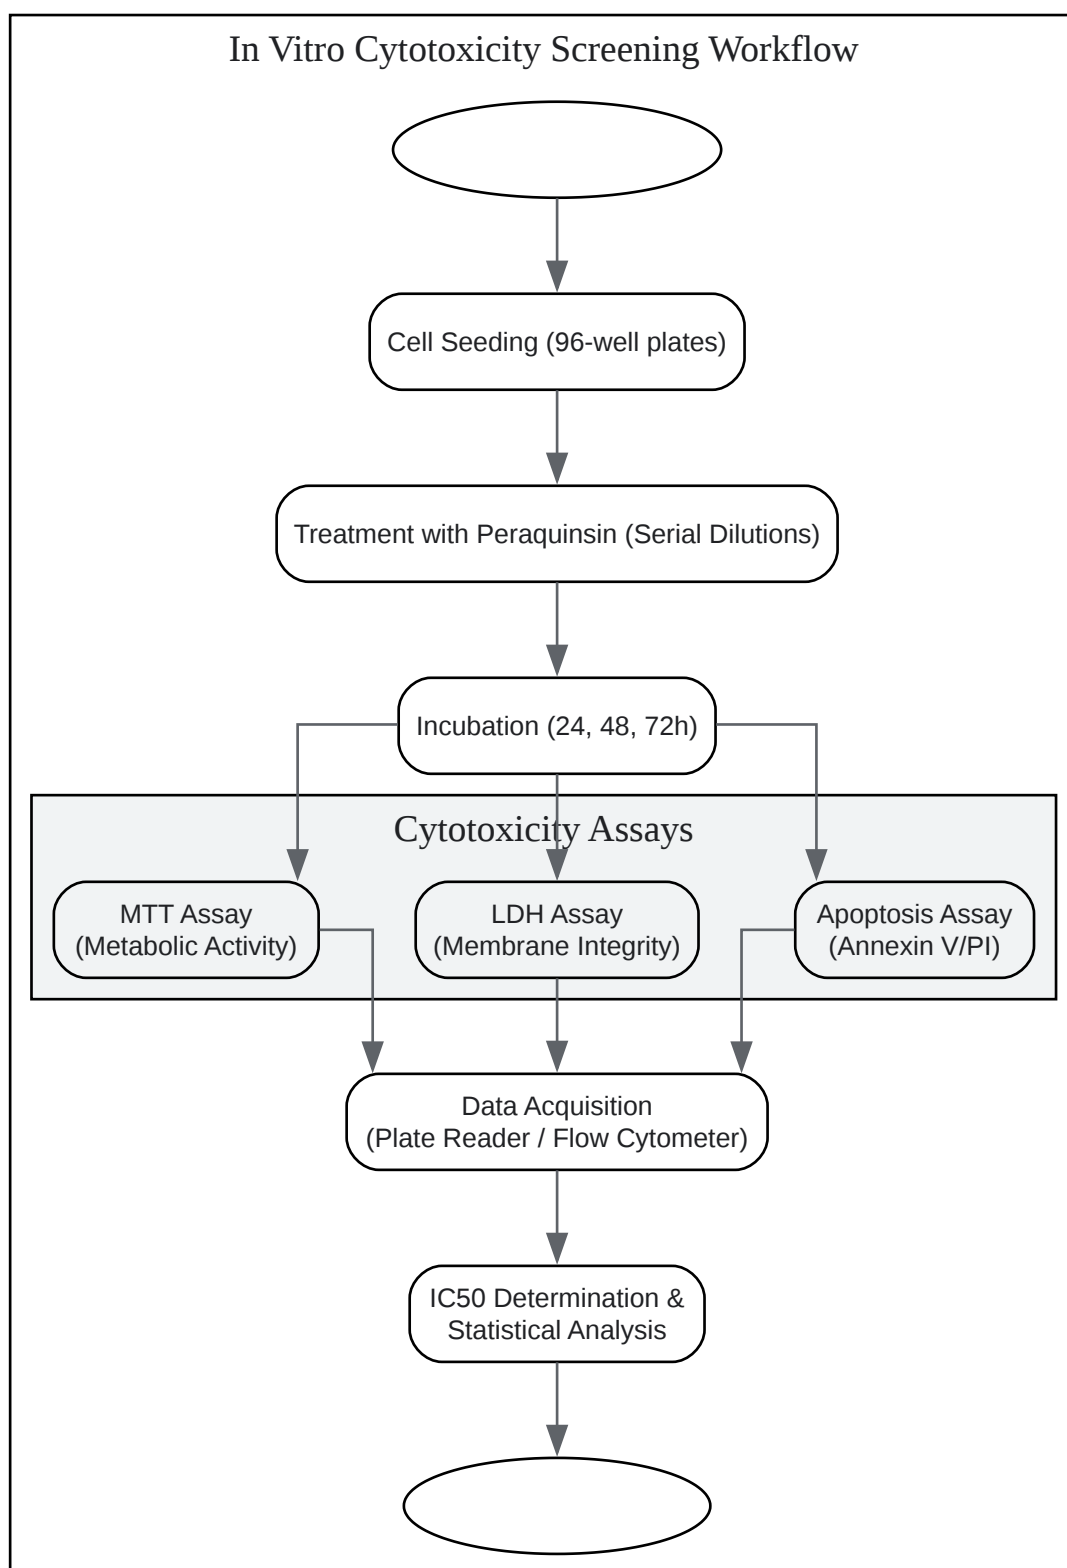 In Vitro Cytotoxicity Screening Workflow
Cell Seeding (96-well plates)
Treatment with Peraquinsin (Serial Dilutions)
Incubation (24, 48, 72h)
Cytotoxicity Assays
MTT Assay
(Metabolic Activity)
LDH Assay
(Membrane Integrity)
Apoptosis Assay
(Annexin V/PI)
Data Acquisition
(Plate Reader / Flow Cytometer)
IC50 Determination &
Statistical Analysis